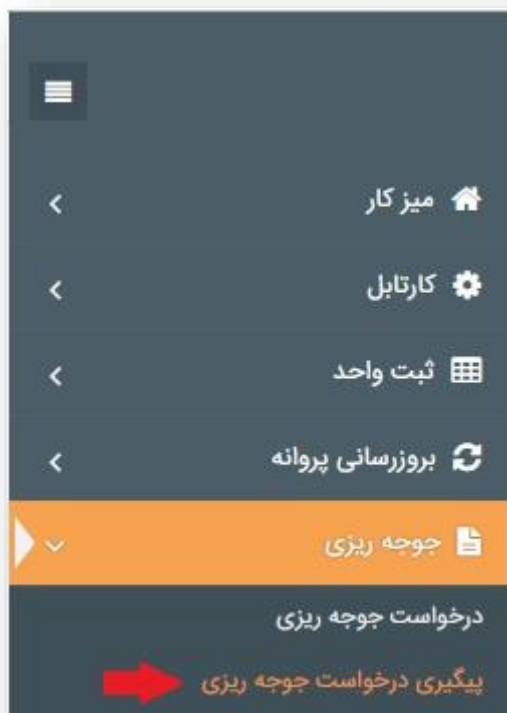 میز کار
کارتابل
ثبت واحد
بروزرسانی پروانه
جوجه ریزی
درخواست جوجه ریزی
پیگیری درخواست جوجه ریزی